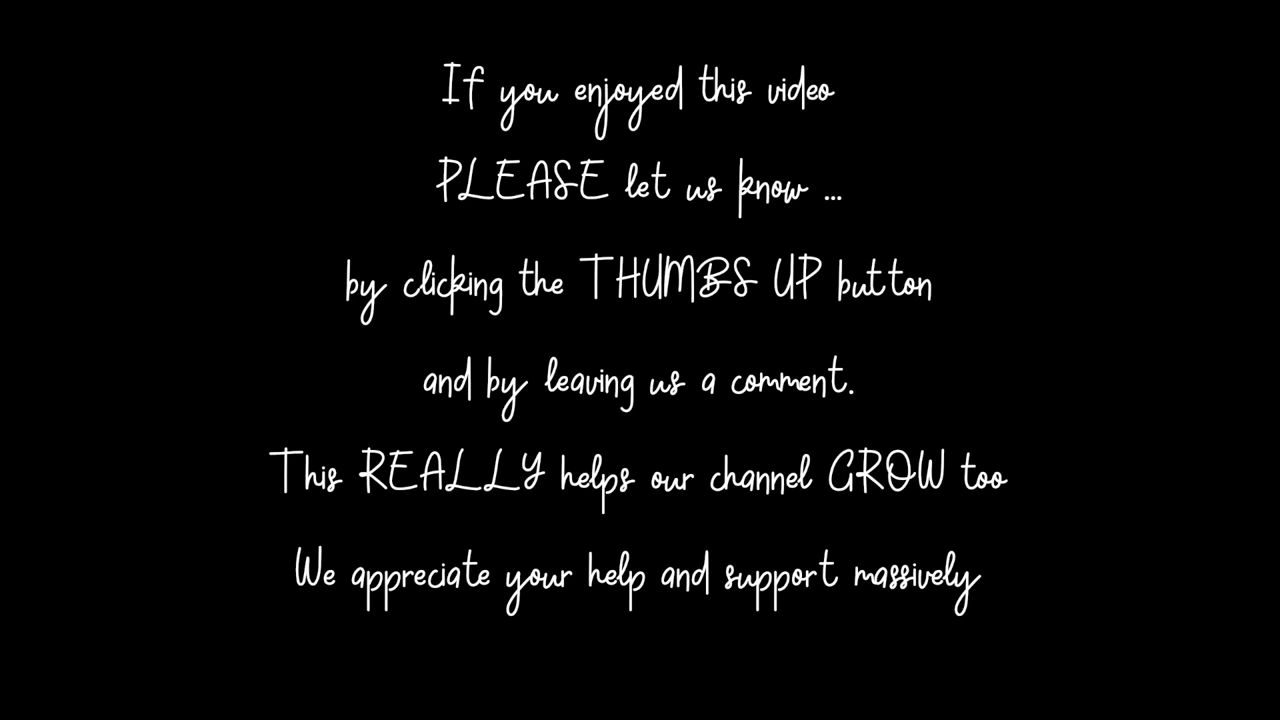 If you enjoyed this video
PLEASE let us know ...
by clicking the THUMBS UP button
and by leaving us a comment.
This REALLY helps our channel GROW too
We appreciate your help and support massively